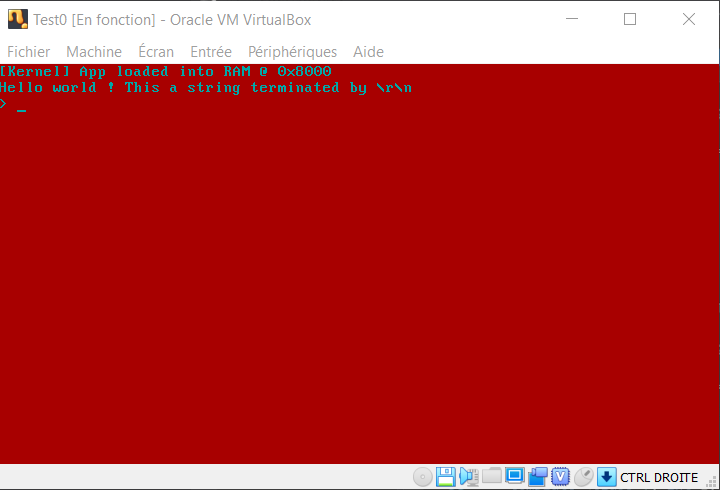 Test0 [En fonction] - Oracle VM VirtualBox
Fichier Machine Écran Entrée Périphériques Aide
[Kernel] App loaded into RAM @ 0x8000
Hello world ! This a string terminated by \r\n
> _
CTRL DROITE